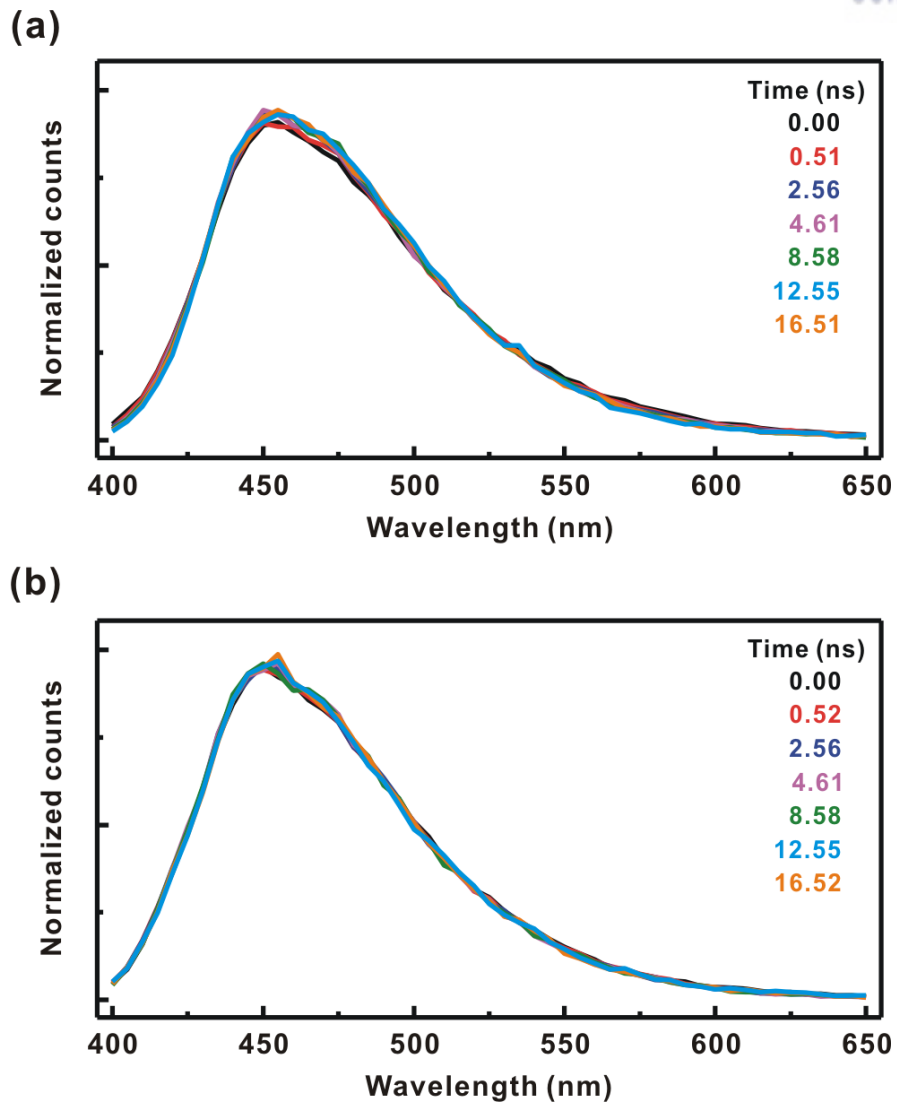 (a)
Normalized counts
Time (ns)
0.00
0.51
2.56
4.61
8.58
12.55
16.51
400 450 500 550 600 650
Wavelength (nm)
(b)
Normalized counts
Time (ns)
0.00
0.52
2.56
4.61
8.58
12.55
16.52
400 450 500 550 600 650
Wavelength (nm)